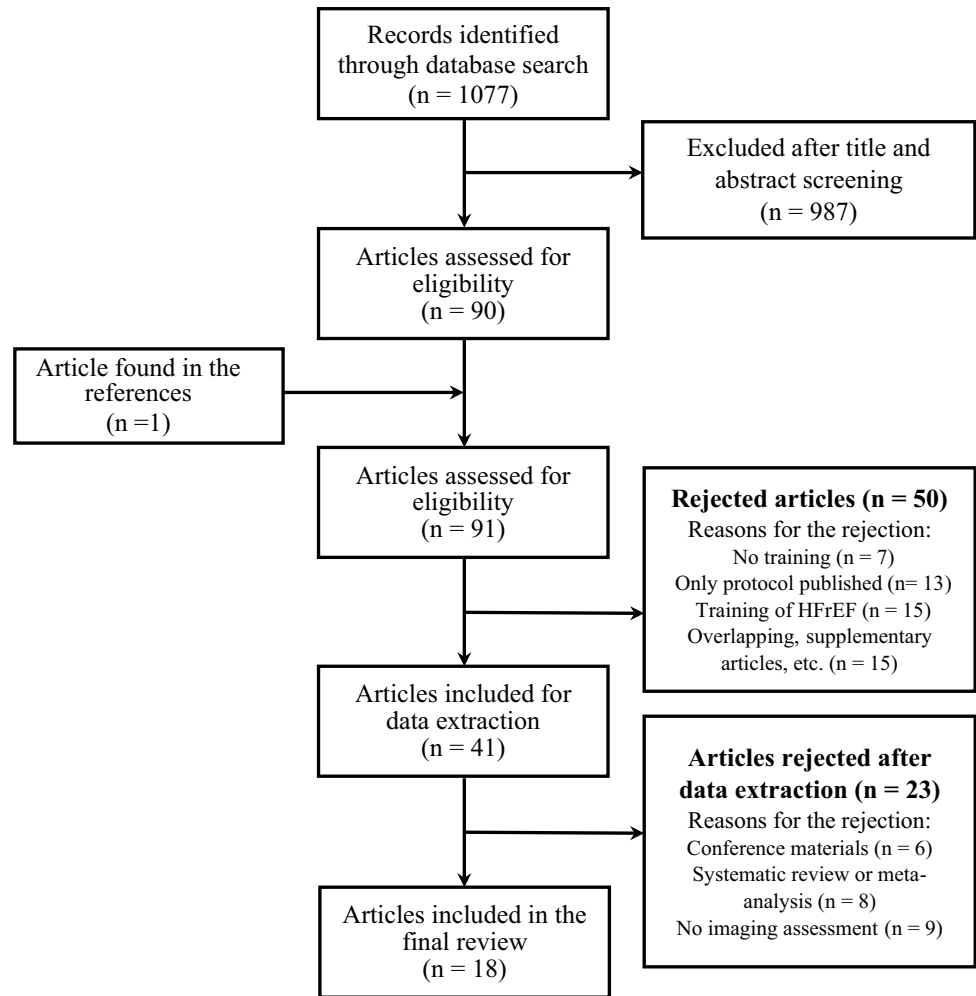 Records identified
through database search
(n = 1077)
Excluded after title and
abstract screening
(n = 987)
Articles assessed for
eligibility
(n = 90)
Article found in the
references
(n =1)
Articles assessed for
eligibility
(n = 91)
Rejected articles (n = 50)
Reasons for the rejection:
No training (n = 7)
Only protocol published (n= 13)
Training of HFrEF (n = 15)
Overlapping, supplementary
articles, etc. (n = 15)
Articles included for
data extraction
(n = 41)
Articles rejected after
data extraction (n = 23)
Reasons for the rejection:
Conference materials (n = 6)
Systematic review or meta-
analysis (n = 8)
No imaging assessment (n = 9)
Articles included in the
final review
(n = 18)